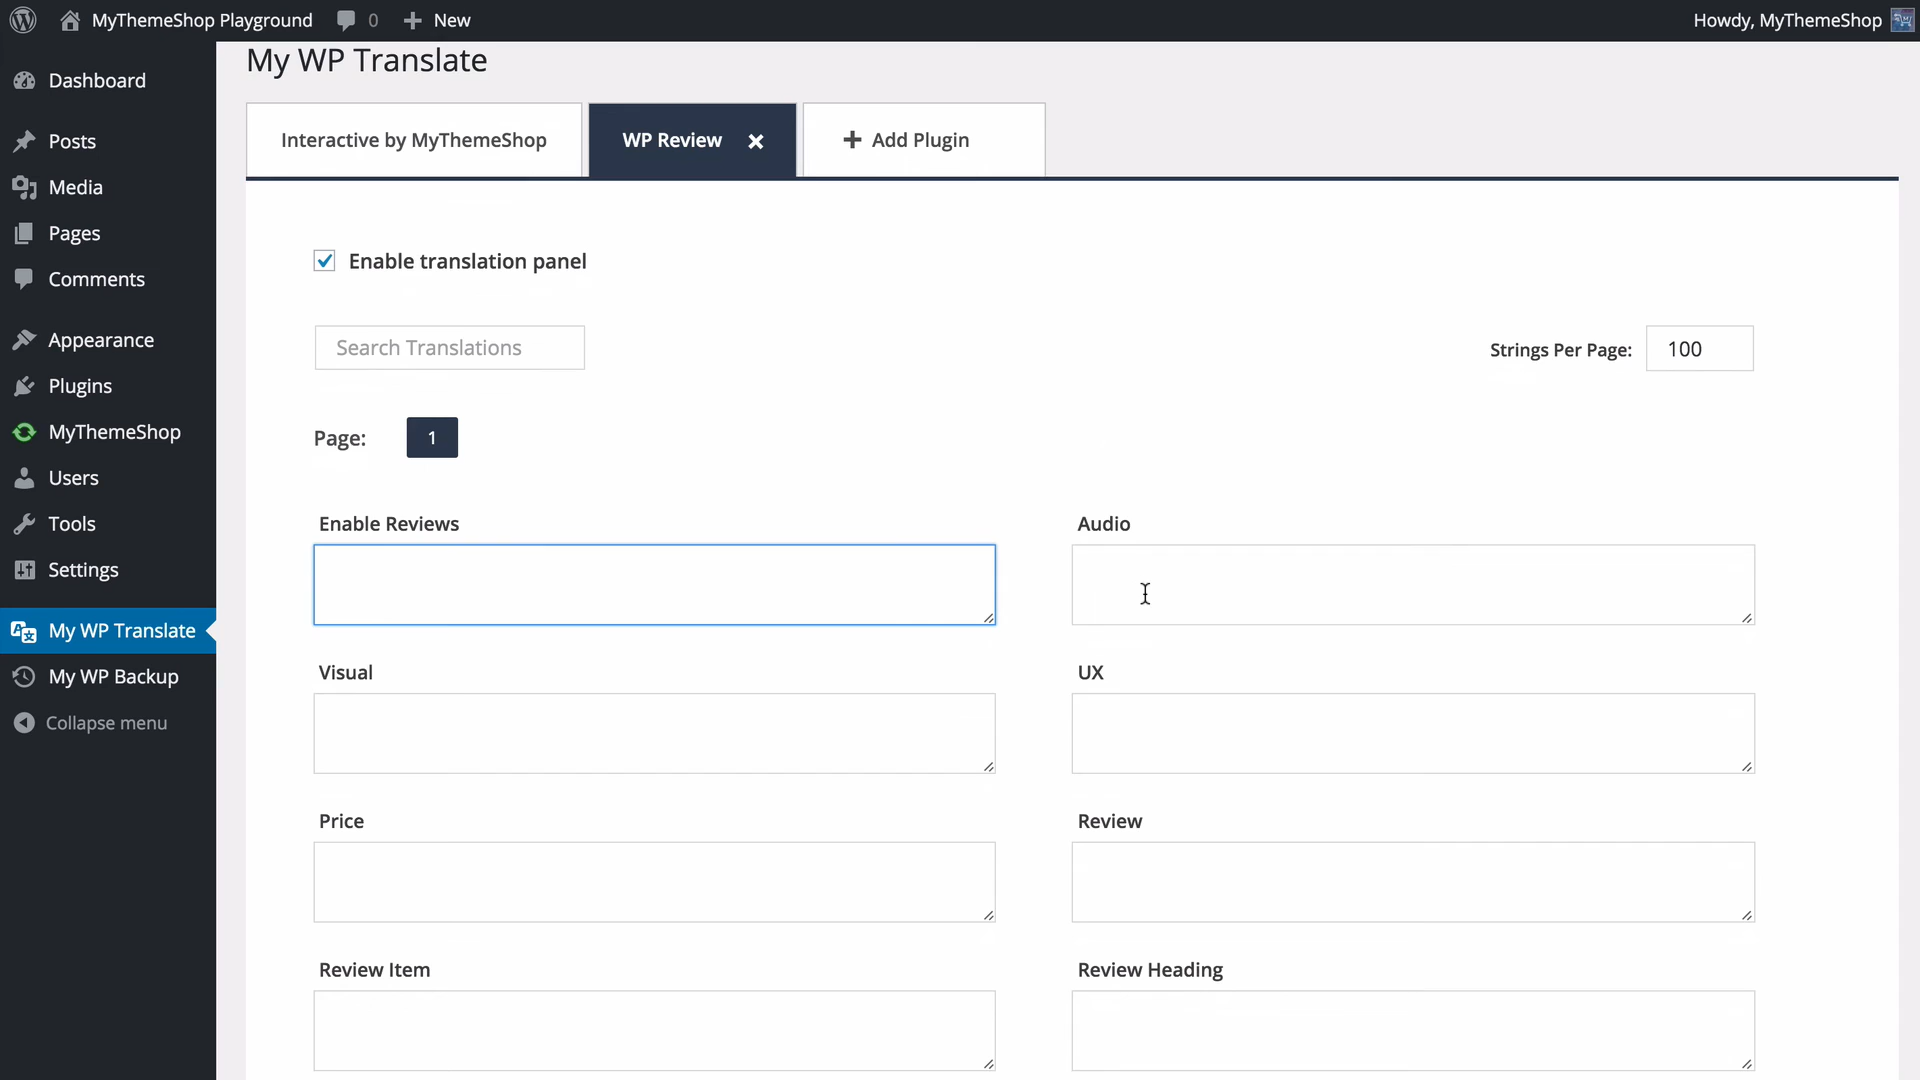 MyThemeShop Playground 0 New Howdy, MyThemeShop
My WP Translate
Dashboard
Posts
Media
Pages
Comments
Appearance
Plugins
MyThemeShop
Users
Tools
Settings
My WP Translate
My WP Backup
Collapse menu
Interactive by MyThemeShop WP Review Add Plugin
Enable translation panel
Search Translations Strings Per Page: 100
Page: 1
Enable Reviews Audio
Visual UX
Price Review
Review Item Review Heading